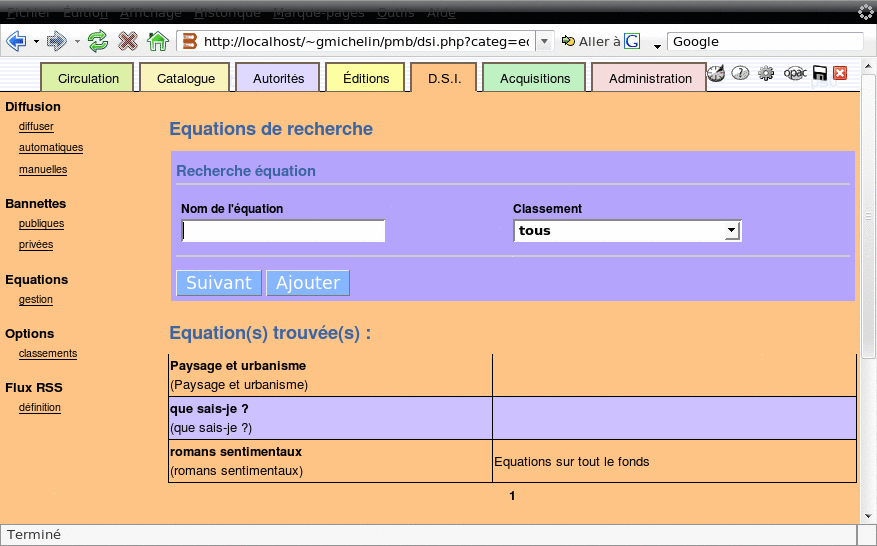 Fichier Édition Affichage Historique Marque-pages Outils Aide
http://localhost/~gmichelin/pmb/dsi.php?categ=ec Aller à G Google
Circulation Catalogue Autorités Éditions D.S.I. Acquisitions Administration opac
Diffusion
diffuser
automatiques
manuelles
Bannettes
publiques
privées
Equations
gestion
Options
classements
Flux RSS
définition
Equations de recherche
Recherche équation
Nom de l'équation Classement
tous
Suivant Ajouter
Equation(s) trouvée(s) :
Paysage et urbanisme
(Paysage et urbanisme)
que sais-je ?
(que sais-je ?)
romans sentimentaux
(romans sentimentaux)
Equations sur tout le fonds
1
Terminé